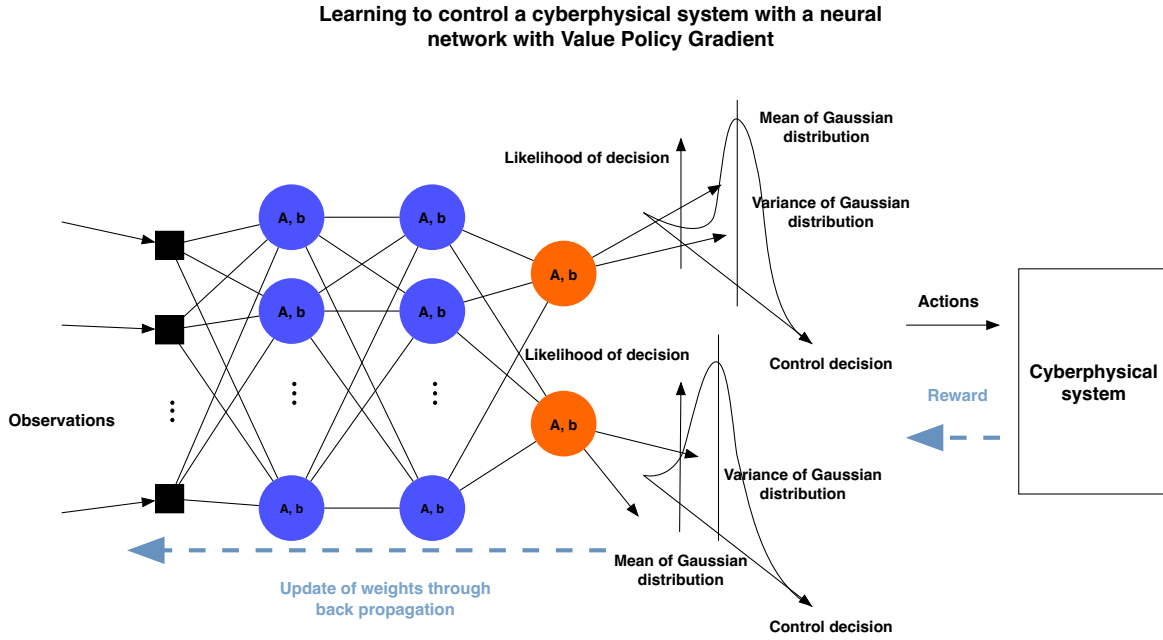 Learning to control a cyberphysical system with a neural
network with Value Policy Gradient
Mean of Gaussian
distribution
Likelihood of decision
Variance of Gaussian
distribution
A, b
A, b
A, b
A, b
A, b
Actions
Control decision
Likelihood of decision
Cyberphysical
system
Reward
Observations
...
...
...
A, b
Variance of Gaussian
distribution
A, b
A, b
Mean of Gaussian
distribution
Update of weights through
back propagation
Control decision